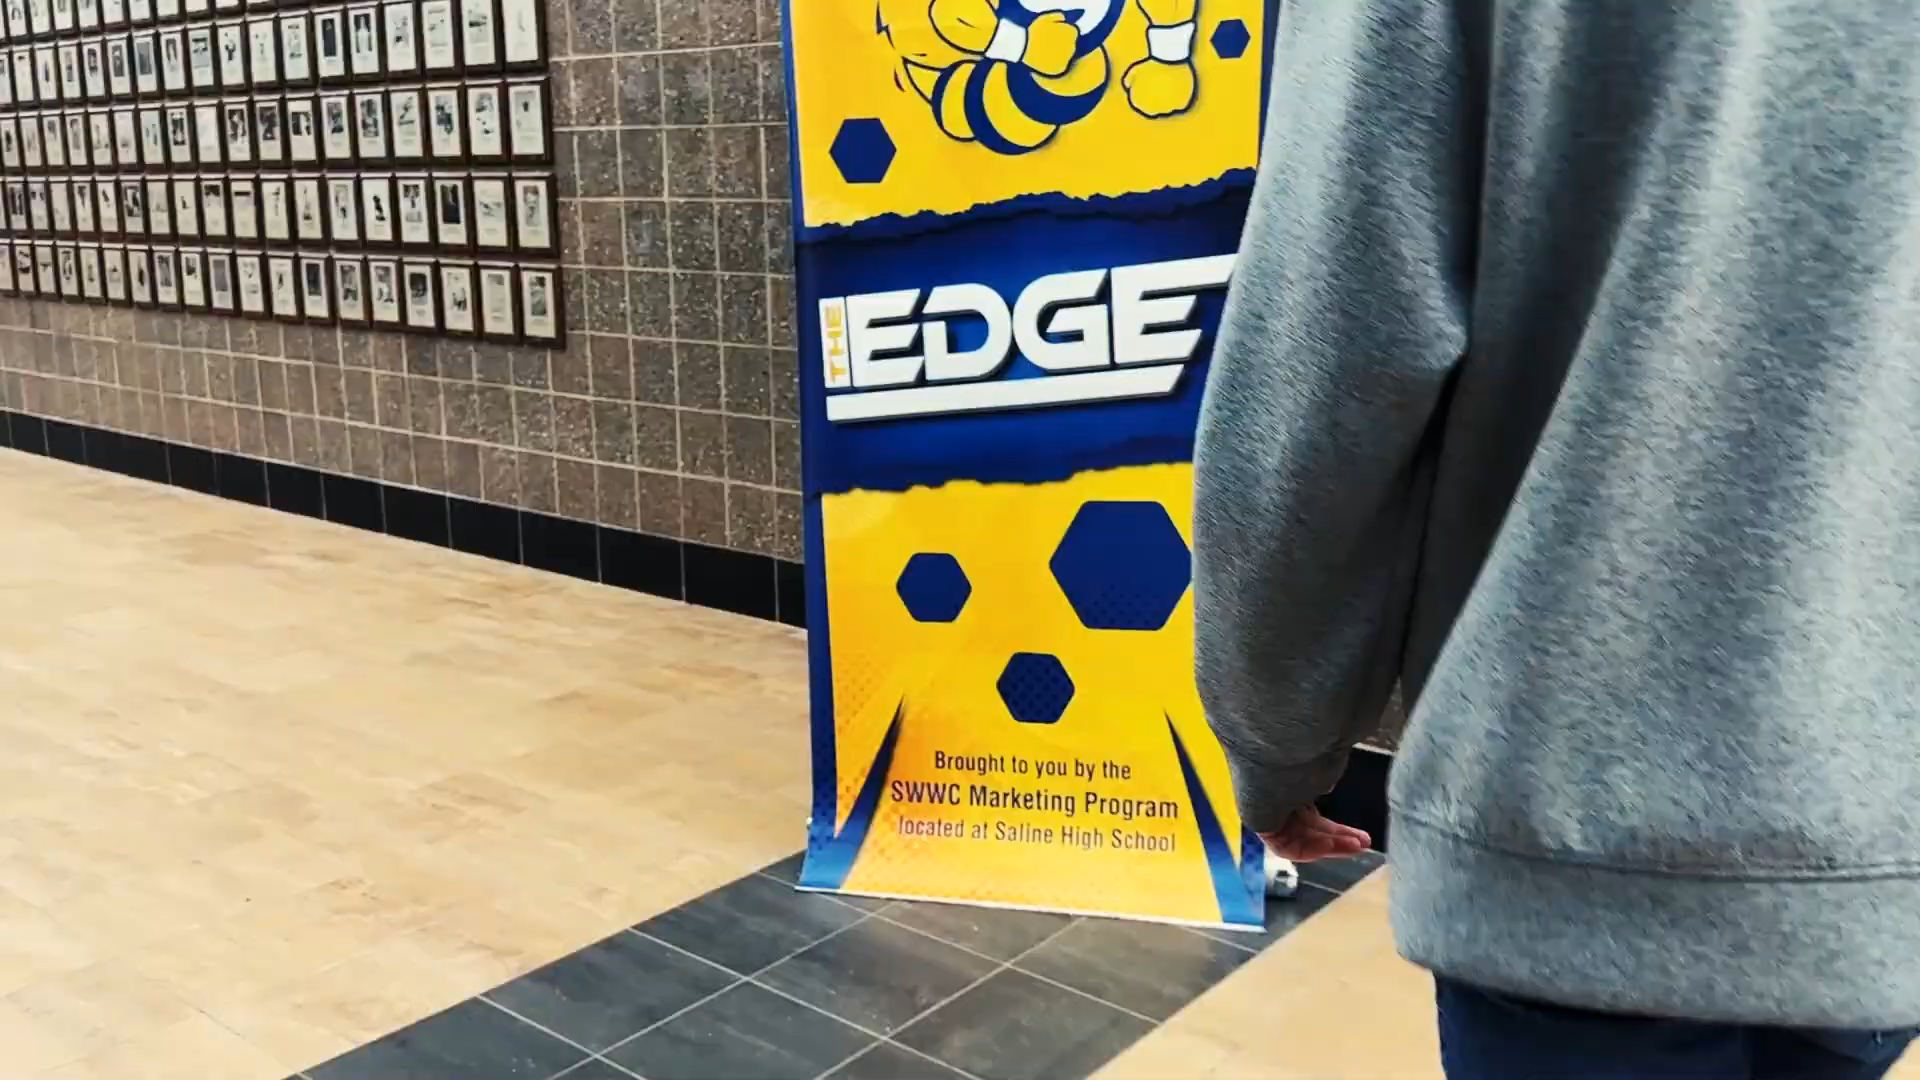 THE EDGE
Brought to you by the
SWWC Marketing Program
located at Saline High School